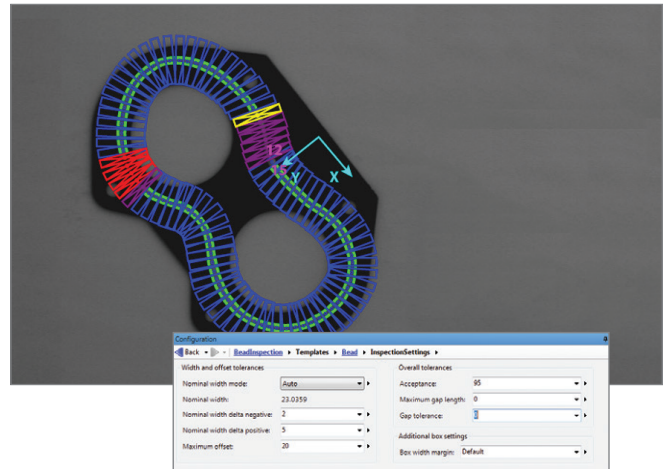 T2
Y
X
Configuration
Back BeadInspection Templates Bead InspectionSettings
Width and offset tolerances
Nominal width mode: Auto
Nominal width: 23.0359
Nominal width delta negative: 2
Nominal width delta positive: 5
Maximum offset: 20
Overall tolerances
Acceptance: 95
Maximum gap length: 0
Gap tolerance:
Additional box settings
Box width margin: Default